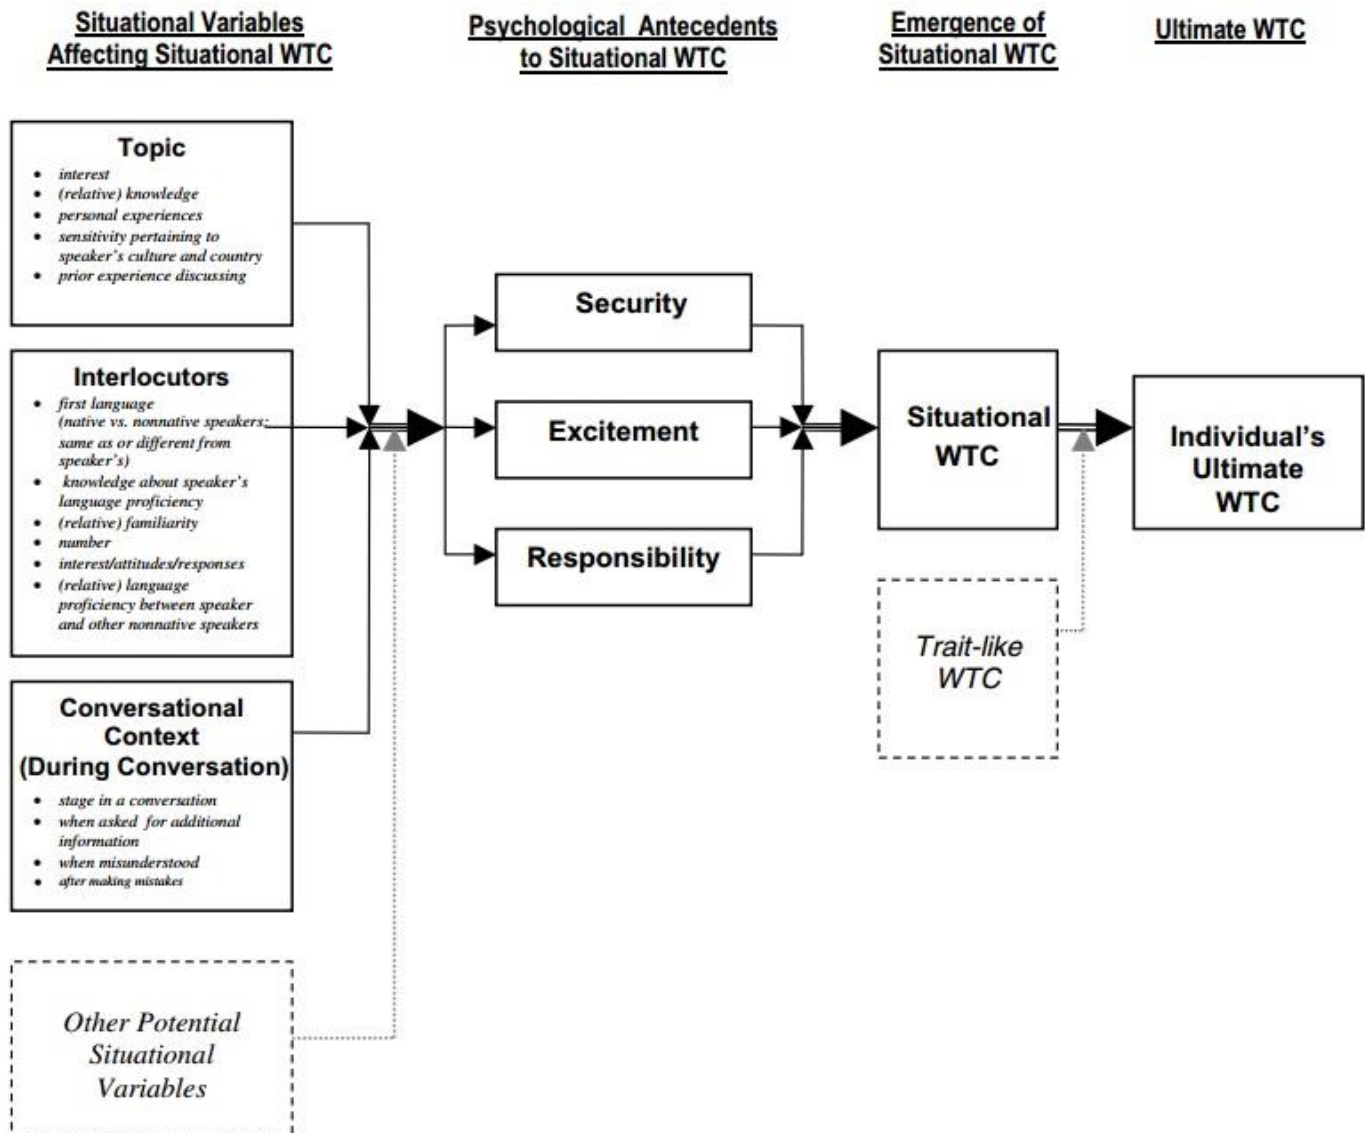 Situational Variables
Affecting Situational WTC
Psychological Antecedents
to Situational WTC
Emergence of
Situational WTC
Ultimate WTC
Topic
• interest
• (relative) knowledge
• personal experiences
• sensitivity pertaining to
speaker's culture and country
• prior experience discussing
Interlocutors
• first language
(native vs. nonnative speakers;
same as or different from
speaker's)
• knowledge about speaker's
language proficiency
• (relative) familiarity
• number
• interest/attitudes/responses
• (relative) language
proficiency between speaker
and other nonnative speakers
Conversational
Context
(During Conversation)
• stage in a conversation
• when asked for additional
information
• when misunderstood
• after making mistakes
Other Potential
Situational
Variables
Security
Excitement
Responsibility
Situational
WTC
Trait-like
WTC
Individual's
Ultimate
WTC